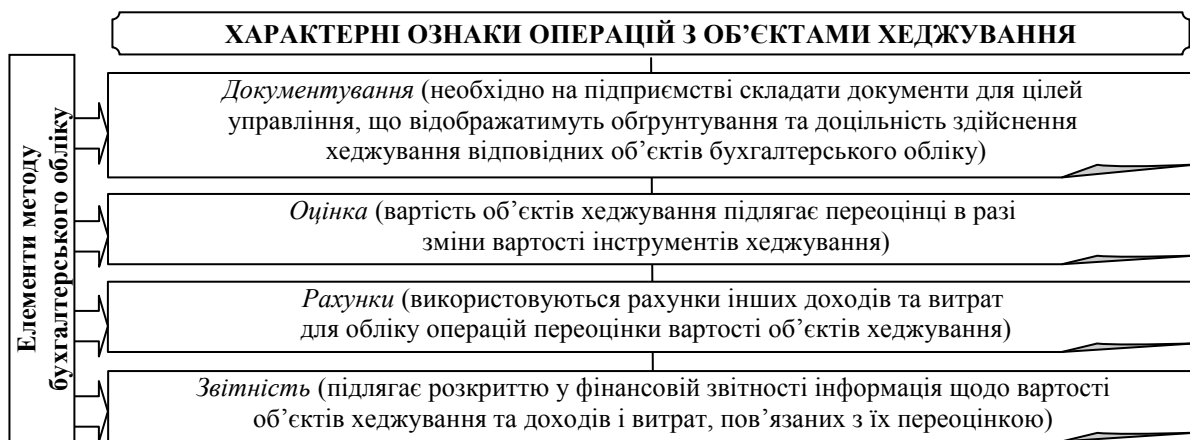 ХАРАКТЕРНІ ОЗНАКИ ОПЕРАЦІЙ З ОБ’ЄКТАМИ ХЕДЖУВАННЯ
Елементи методу
бухгалтерського обліку
Документування (необхідно на підприємстві складати документи для цілей
управління, що відображатимуть обґрунтування та доцільність здійснення
хеджування відповідних об’єктів бухгалтерського обліку)
Оцінка (вартість об’єктів хеджування підлягає переоцінці в разі
зміни вартості інструментів хеджування)
Рахунки (використовуються рахунки інших доходів та витрат
для обліку операцій переоцінки вартості об’єктів хеджування)
Звітність (підлягає розкриттю у фінансовій звітності інформація щодо вартості
об’єктів хеджування та доходів і витрат, пов’язаних з їх переоцінкою)